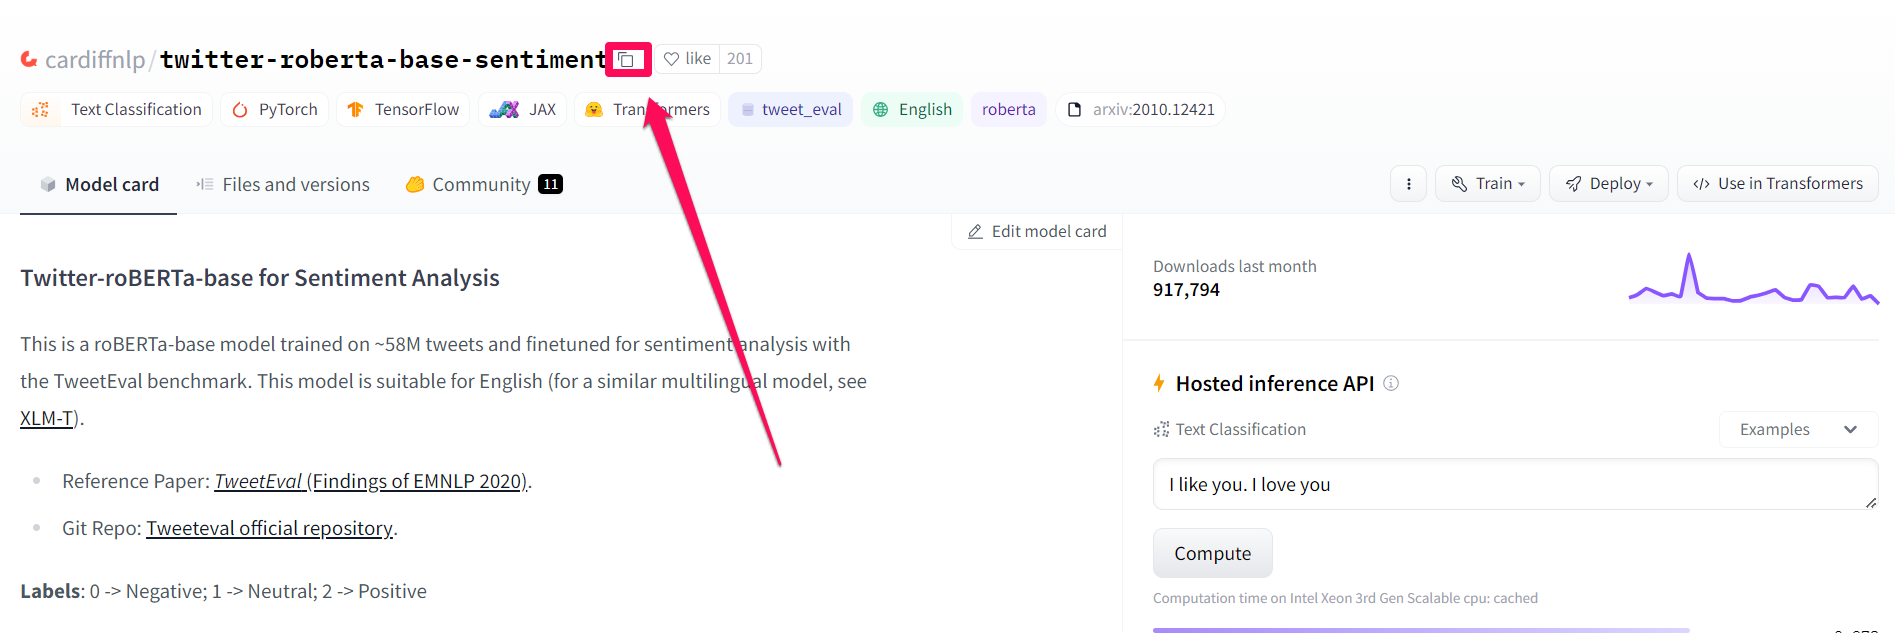 cardiffnlp/twitter-roberta-base-sentiment like 201
Text Classification PyTorch TensorFlow JAX Transformers tweet_eval English roberta arxiv:2010.12421
Model card Files and versions Community 11 Train Deploy </> Use in Transformers
Edit model card
Twitter-roBERTa-base for Sentiment Analysis
This is a roBERTa-base model trained on ~58M tweets and finetuned for sentiment analysis with
the TweetEval benchmark. This model is suitable for English (for a similar multilingual model, see
XLM-T).
Reference Paper: TweetEval (Findings of EMNLP 2020).
Git Repo: Tweeteval official repository.
Labels: 0 -> Negative; 1 -> Neutral; 2 -> Positive
Downloads last month
917,794
Hosted inference API
Text Classification Examples
I like you. I love you
Compute
Computation time on Intel Xeon 3rd Gen Scalable cpu: cached